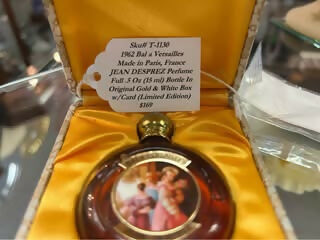 Sku# T-1130
1962 Bal a Versailles
Made in Paris, France
JEAN DESPREZ Perfume
Full .5 Oz (15 ml) Bottle In
Original Gold & White Box
w/Card (Limited Edition)
$169